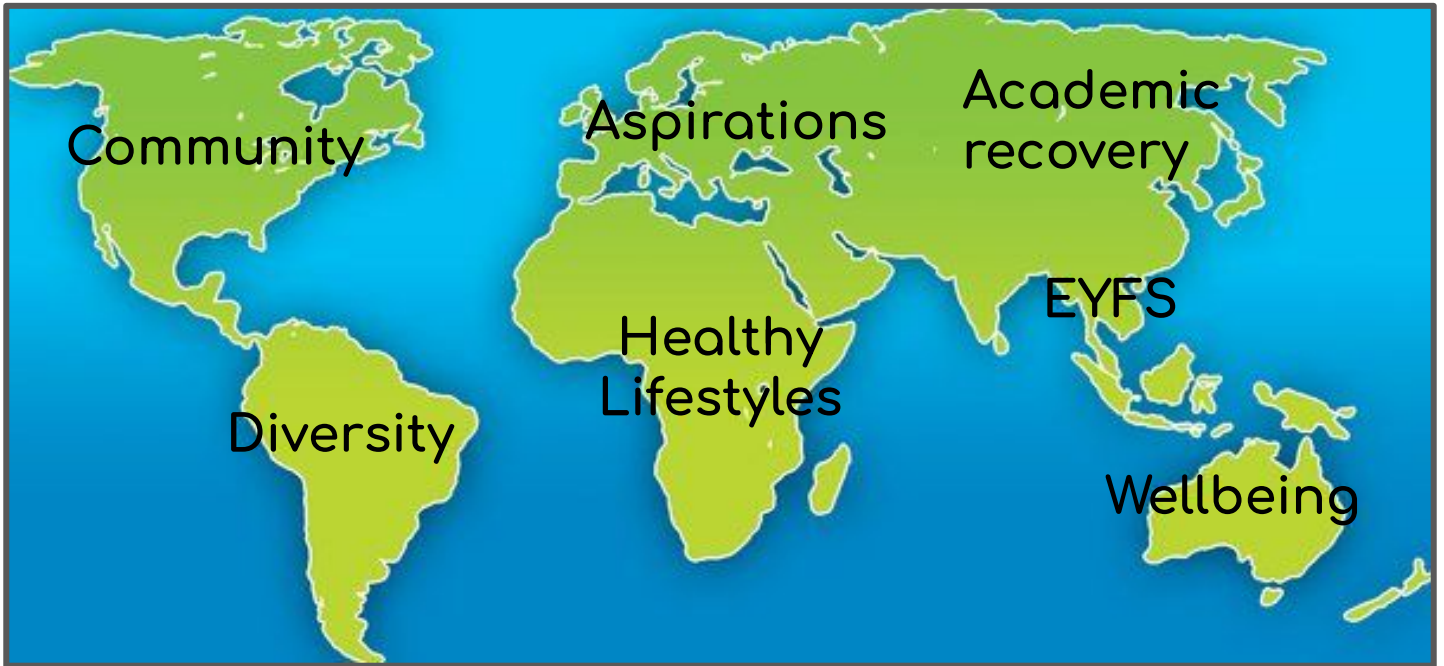 Community
Aspirations
Academic
recovery
EYFS
Healthy
Lifestyles
Diversity
Wellbeing